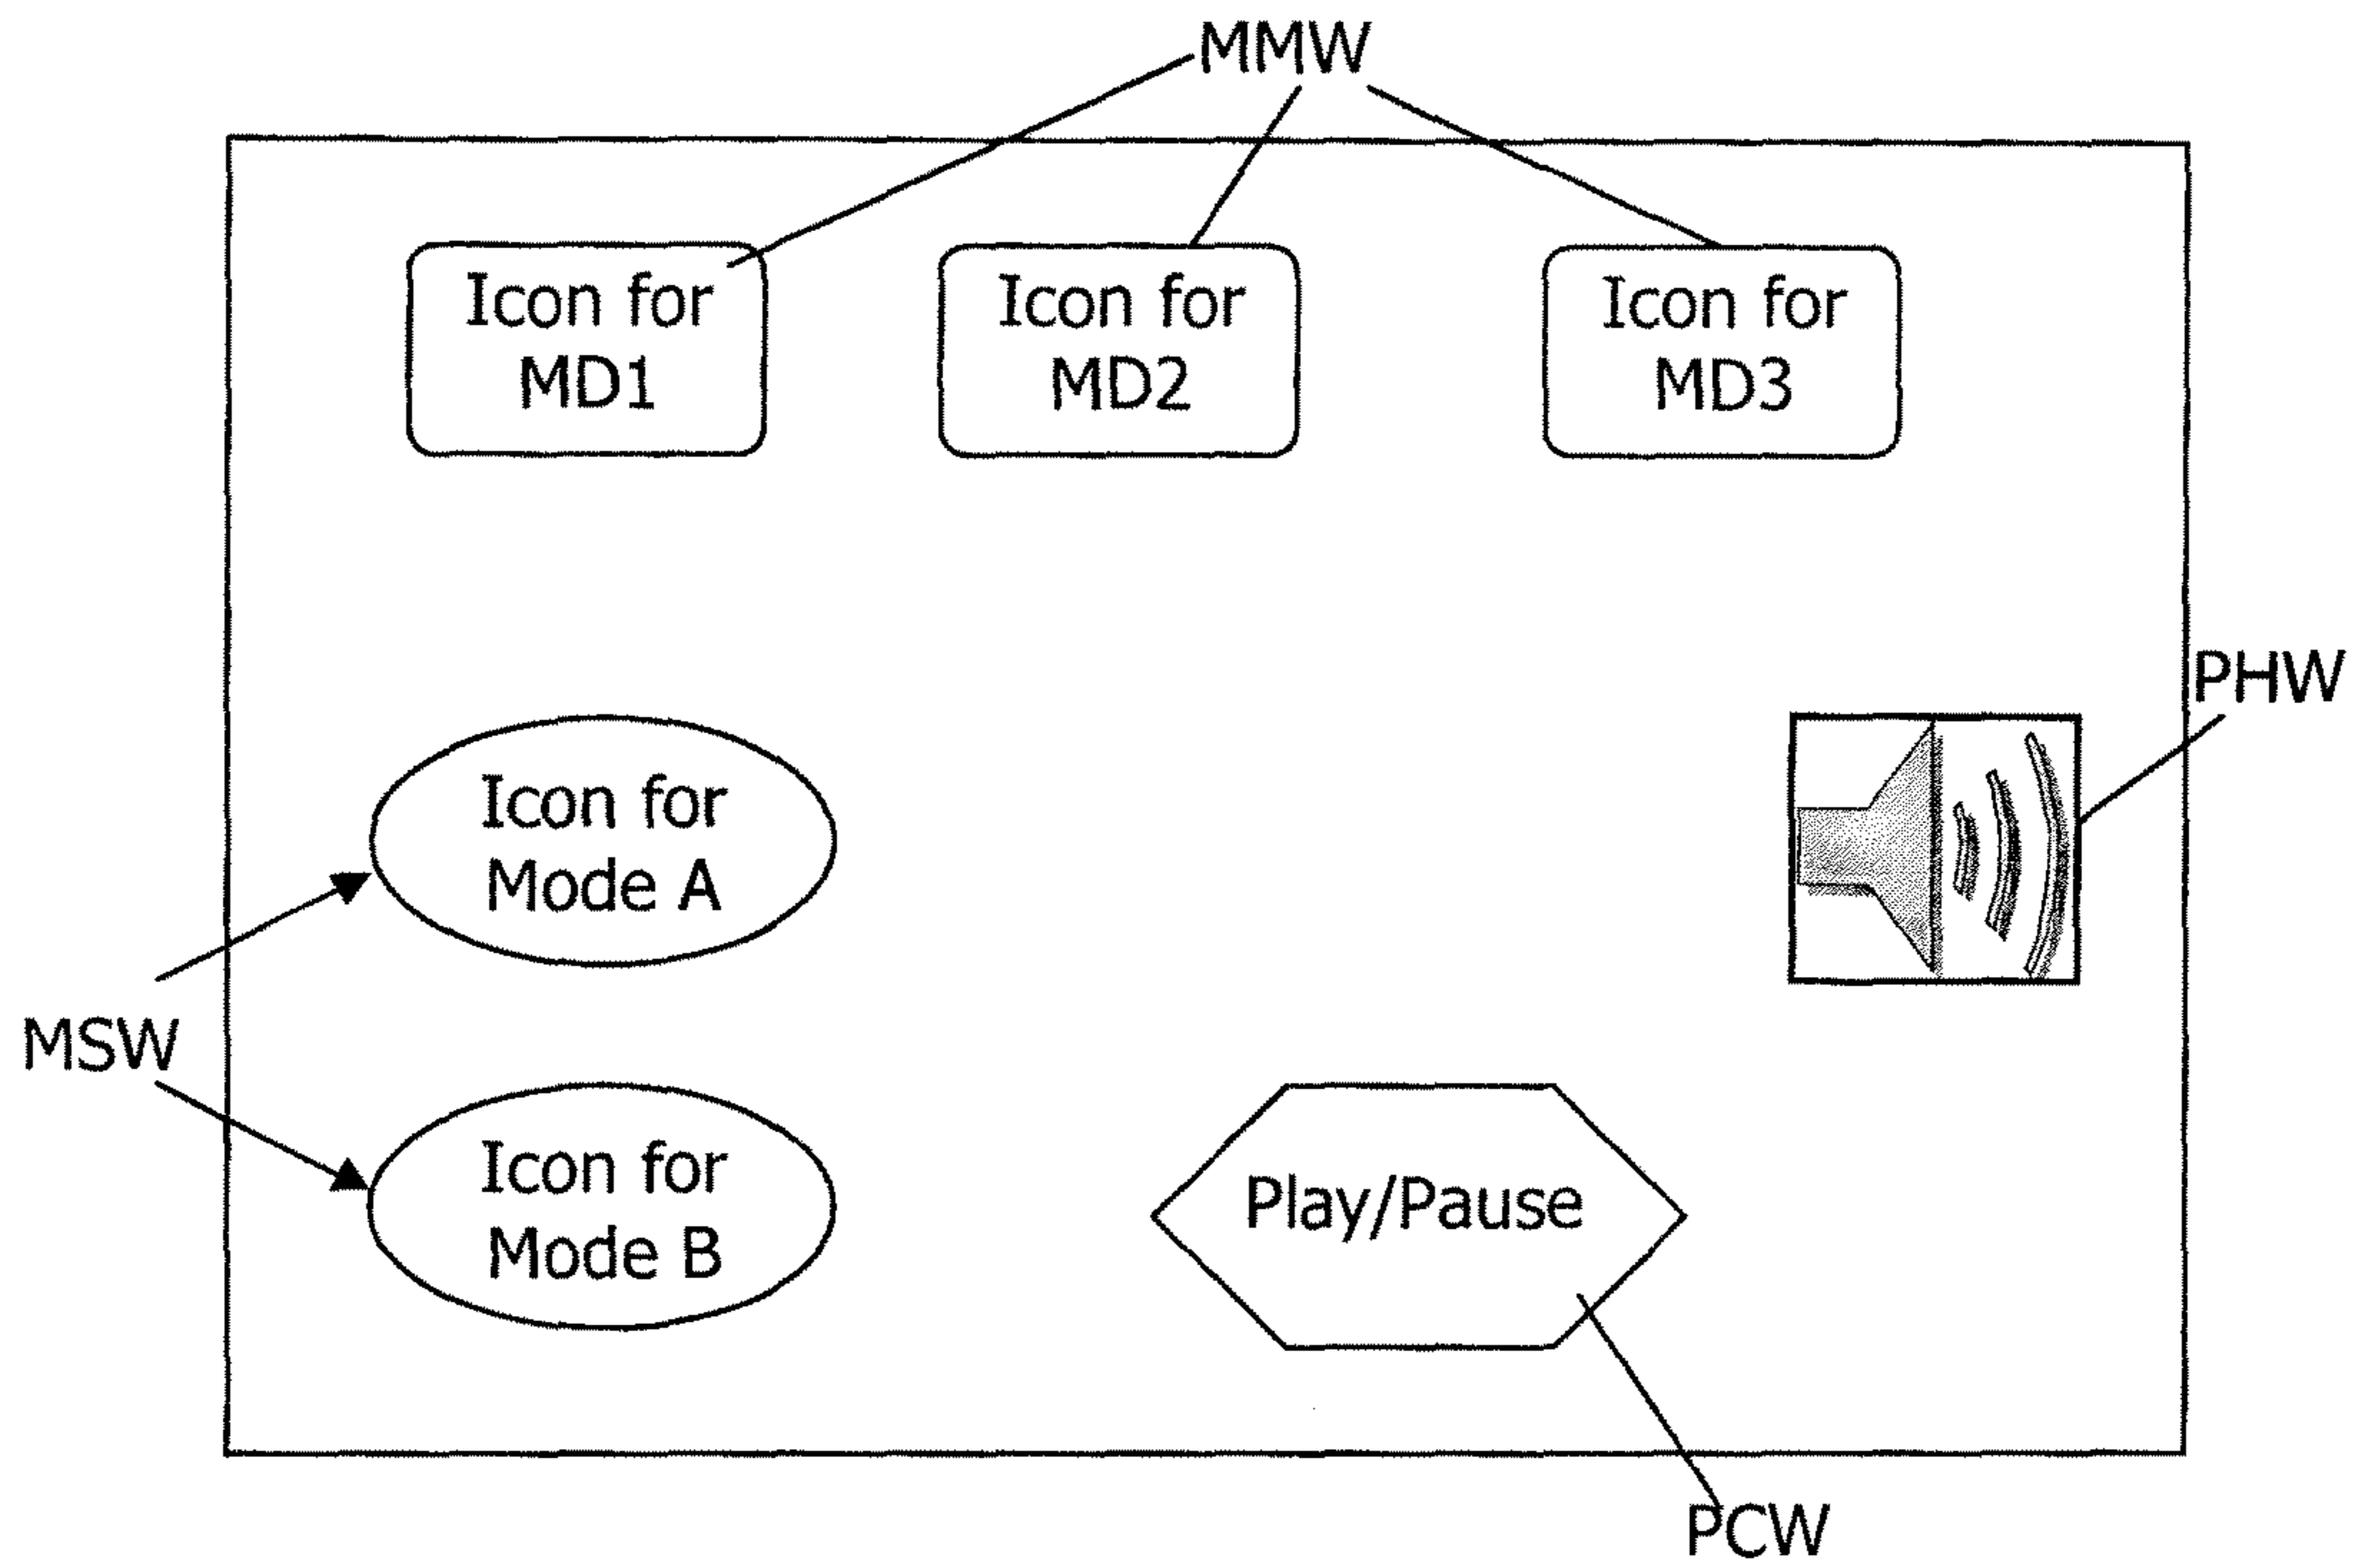 MMW
Icon for
MD1
Icon for
MD2
Icon for
MD3
PHW
Icon for
Mode A
MSW
Icon for
Mode B
Play/Pause
PCW